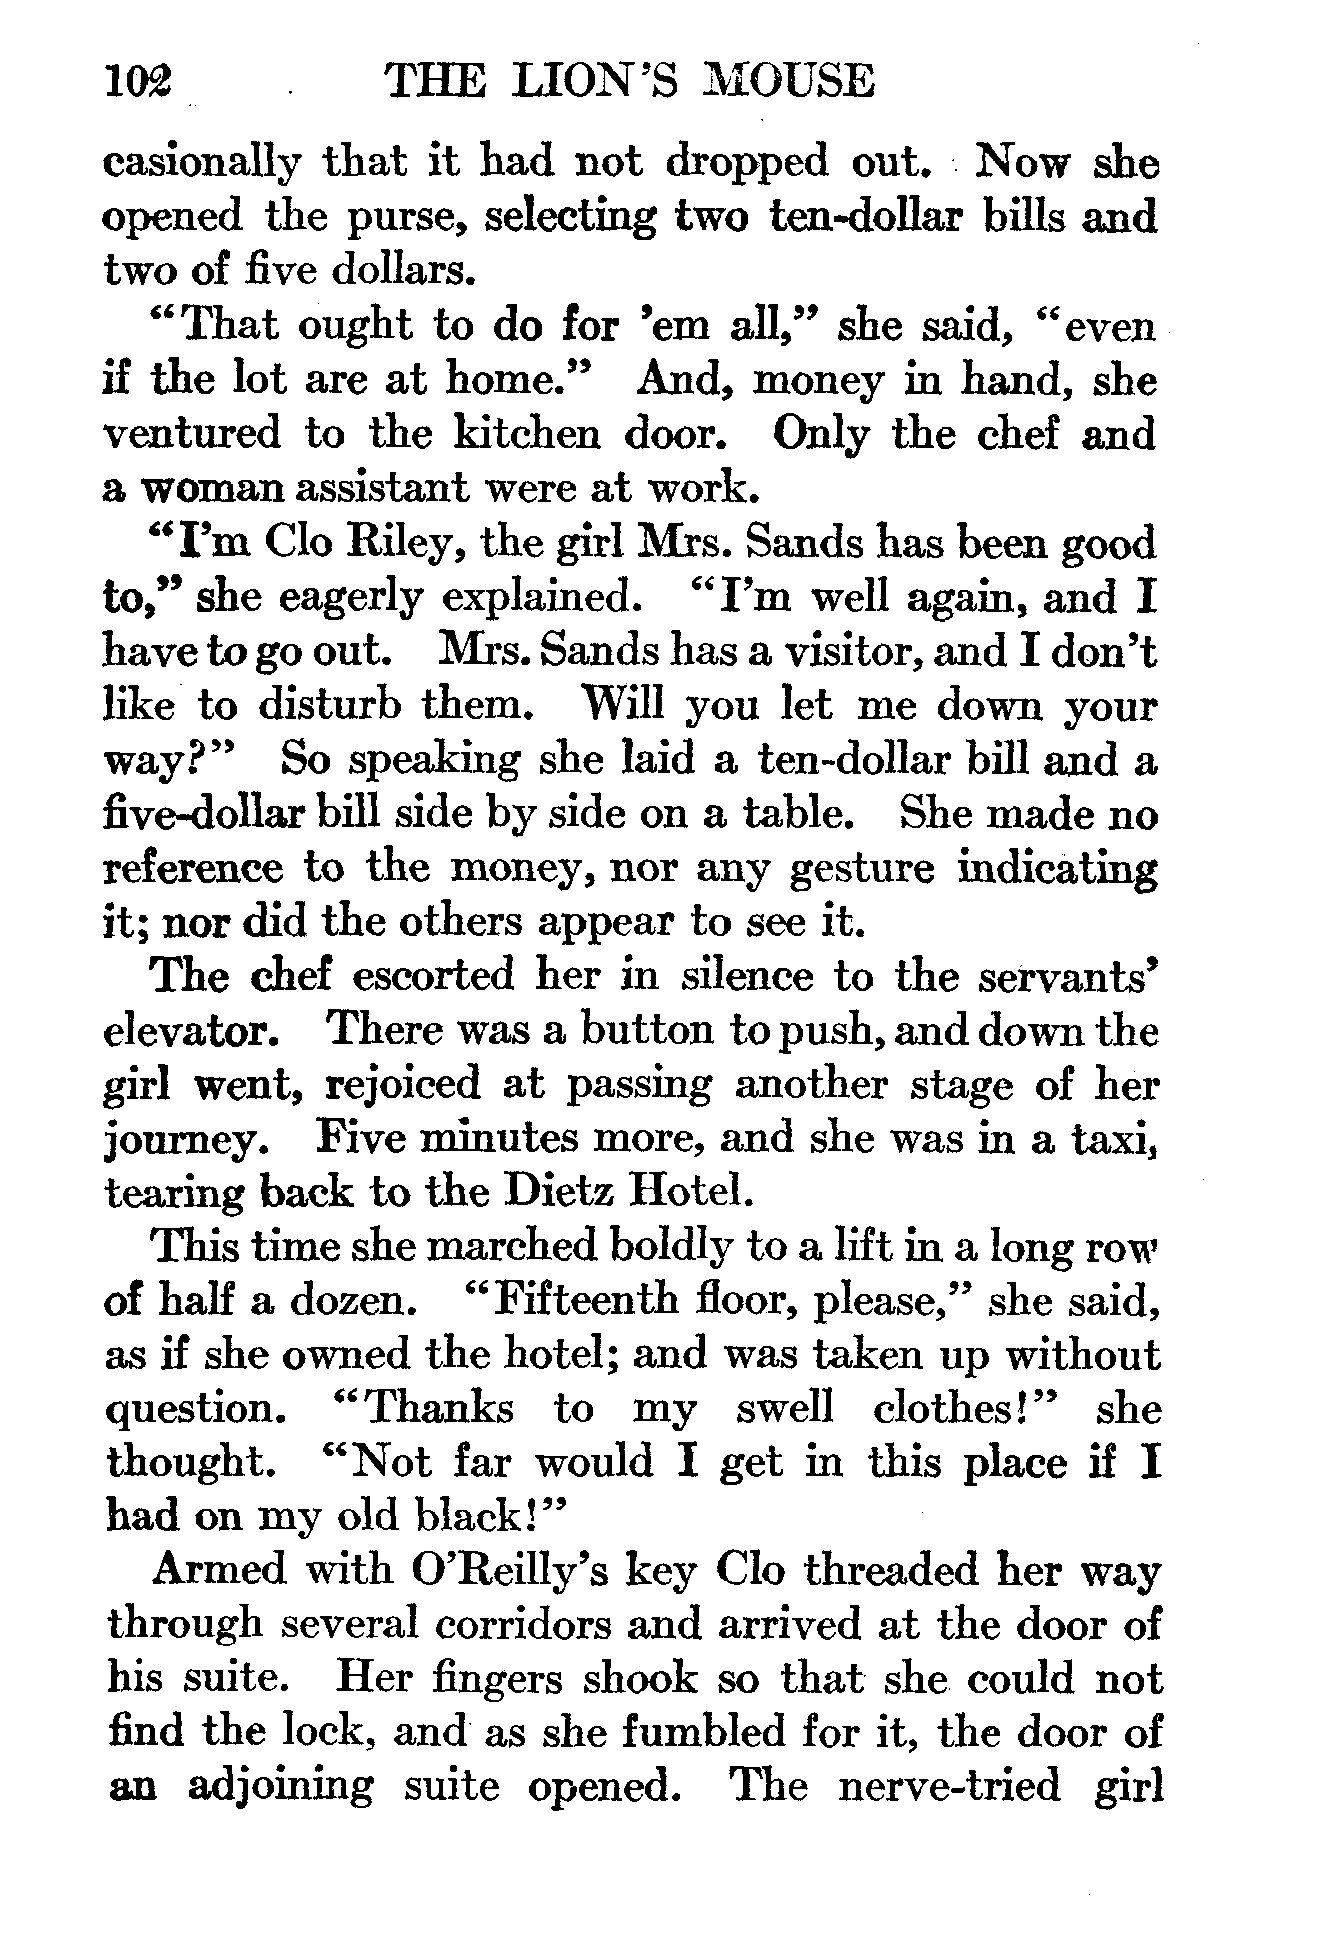 102 THE LION'S MOUSE
casionally that it had not dropped out. Now she
opened the purse, selecting two ten-dollar bills and
two of five dollars.
"That ought to do for 'em all," she said, "even
if the lot are at home." And, money in hand, she
ventured to the kitchen door. Only the chef and
a woman assistant were at work.
"I'm Clo Riley, the girl Mrs. Sands has been good
to," she eagerly explained. "I'm well again, and I
have to go out. Mrs. Sands has a visitor, and I don't
like to disturb them. Will you let me down your
way?" So speaking she laid a ten-dollar bill and a
five-dollar bill side by side on a table. She made no
reference to the money, nor any gesture indicating
it; nor did the others appear to see it.
The chef escorted her in silence to the servants'
elevator. There was a button to push, and down the
girl went, rejoiced at passing another stage of her
journey. Five minutes more, and she was in a taxi,
tearing back to the Dietz Hotel.
This time she marched boldly to a lift in a long row
of half a dozen. "Fifteenth floor, please," she said,
as if she owned the hotel; and was taken up without
question. "Thanks to my swell clothes!" she
thought. "Not far would I get in this place if I
had on my old black!"
Armed with O'Reilly's key Clo threaded her way
through several corridors and arrived at the door of
his suite. Her fingers shook so that she could not
find the lock, and as she fumbled for it, the door of
an adjoining suite opened. The nerve-tried girl